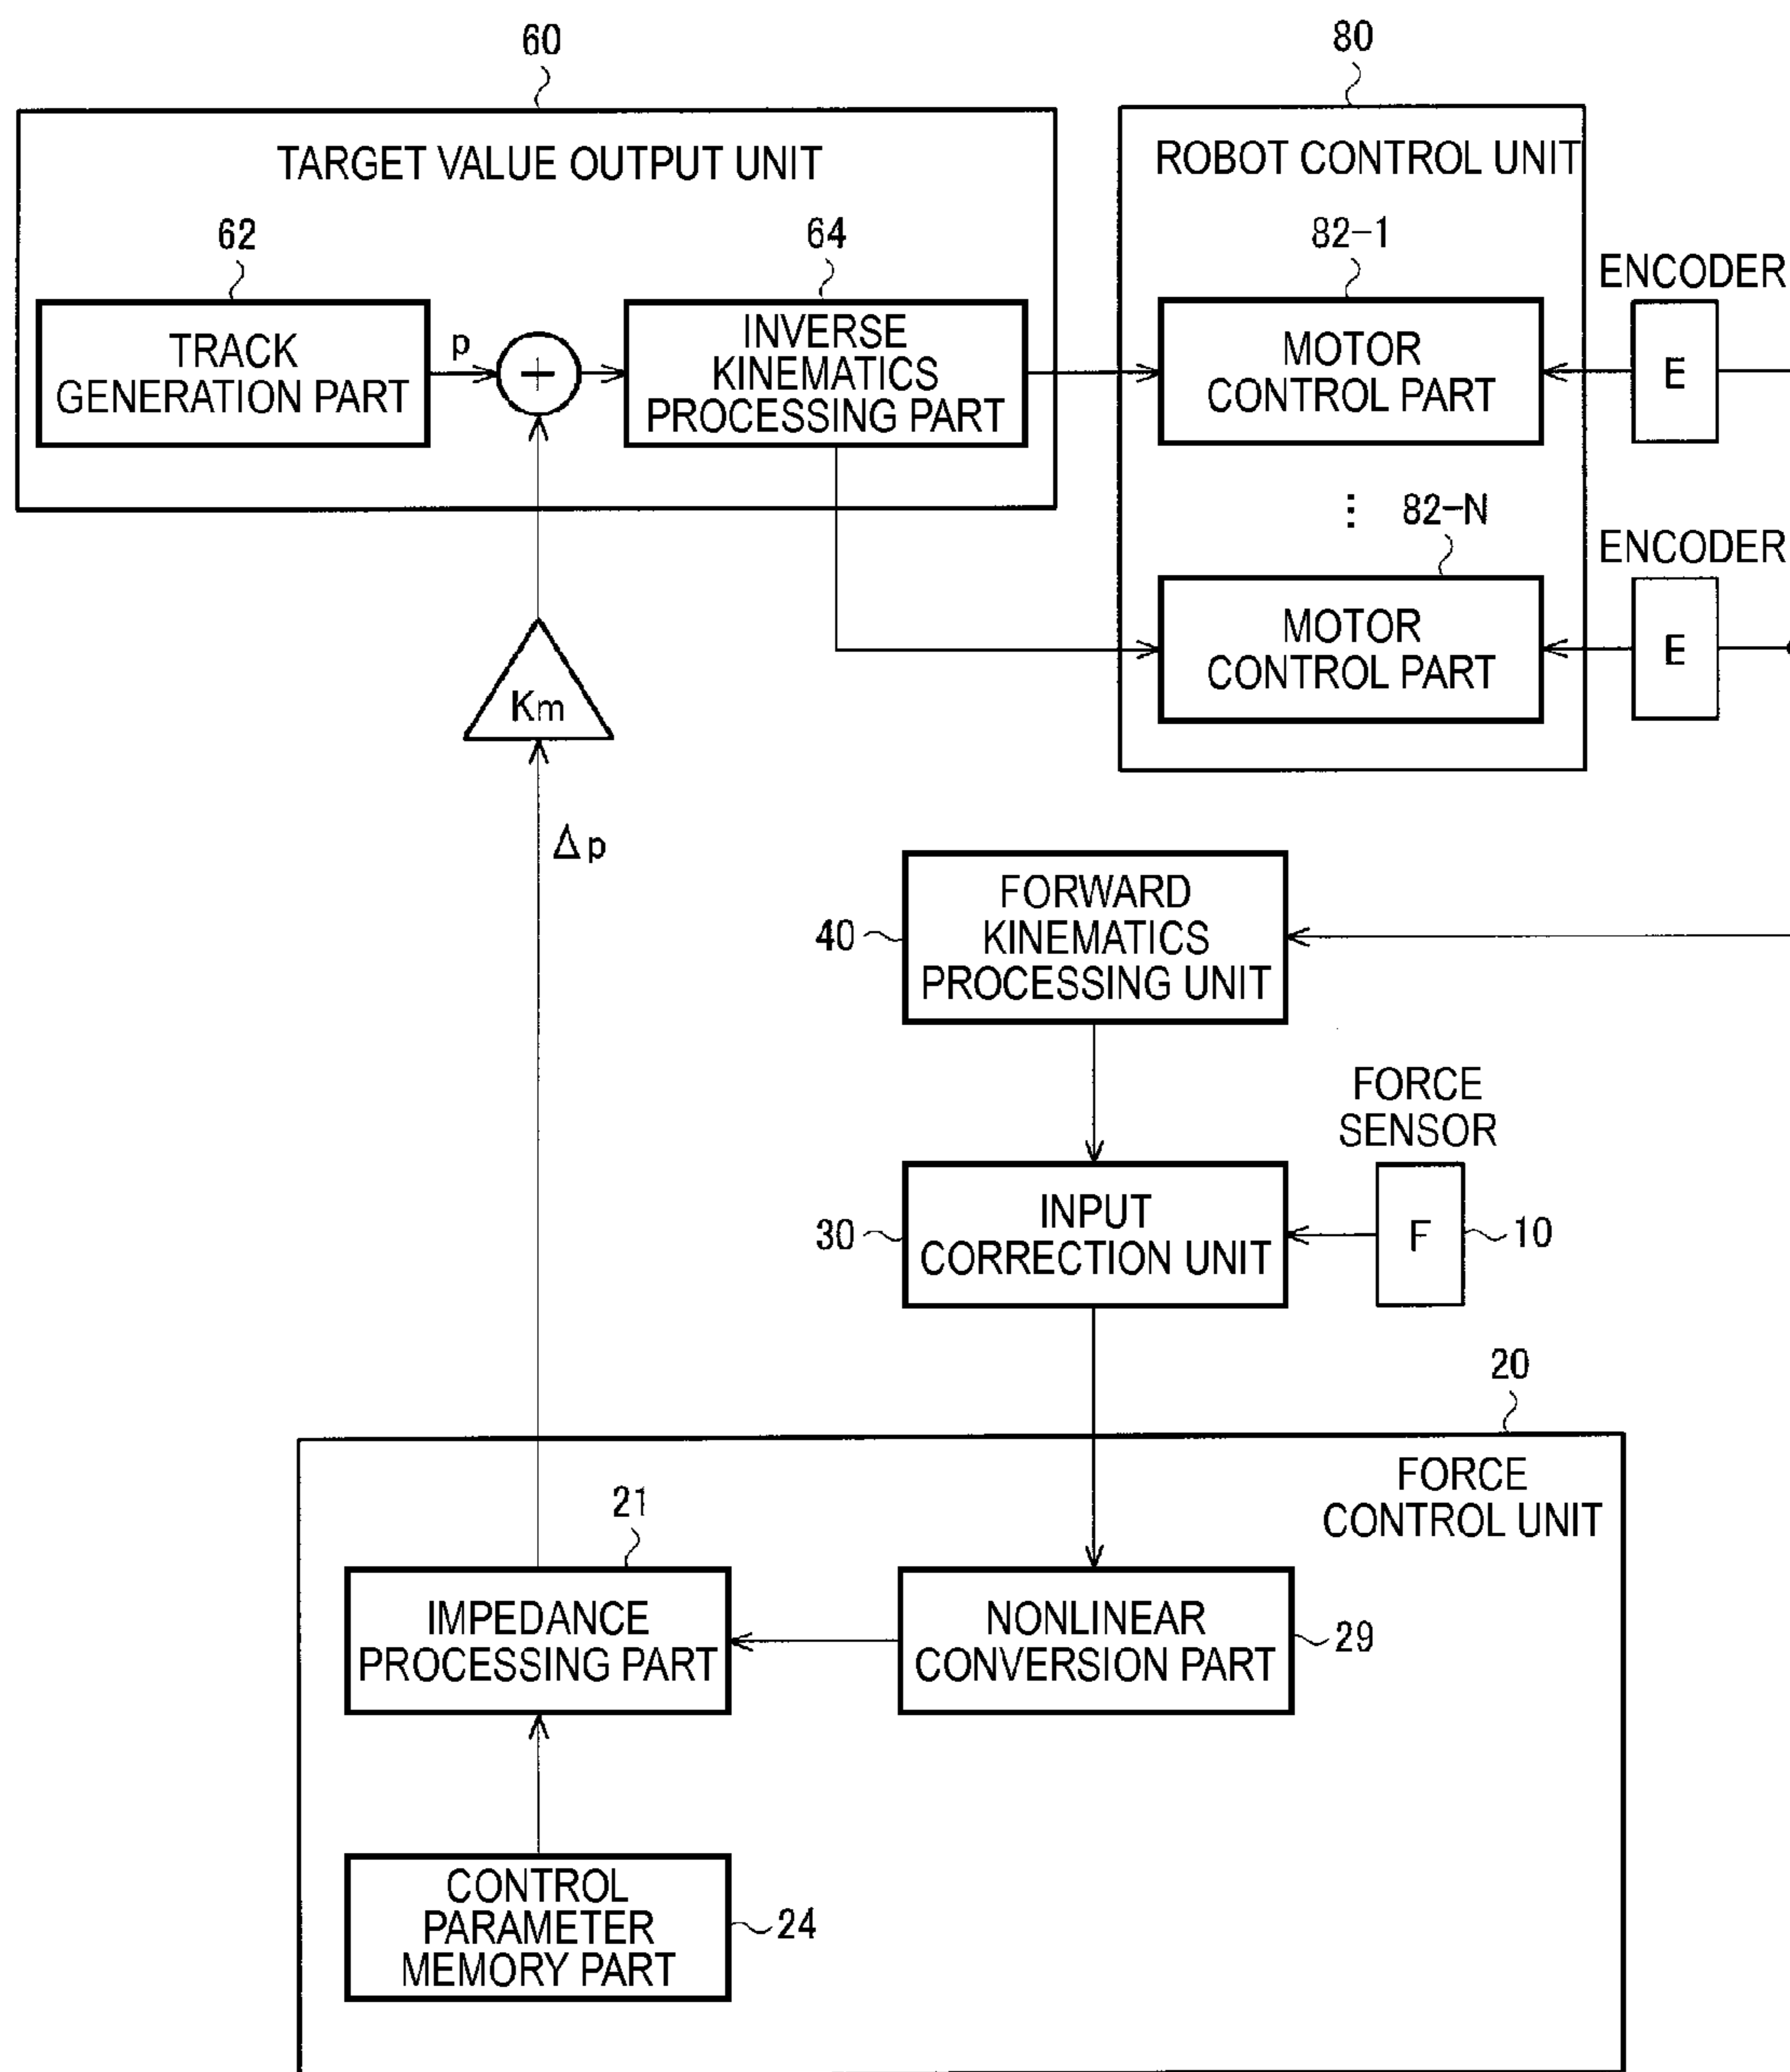 60
80
TARGET VALUE OUTPUT UNIT
ROBOT CONTROL UNIT
62
64
82-1
ENCODER
TRACK
GENERATION PART
p
+
INVERSE
KINEMATICS
PROCESSING PART
MOTOR
CONTROL PART
E
82-N
ENCODER
MOTOR
CONTROL PART
E
Km
Δp
FORWARD
KINEMATICS
PROCESSING UNIT
40
FORCE
SENSOR
30
INPUT
CORRECTION UNIT
F
10
20
FORCE
CONTROL UNIT
21
IMPEDANCE
PROCESSING PART
NONLINEAR
CONVERSION PART
29
CONTROL
PARAMETER
MEMORY PART
24